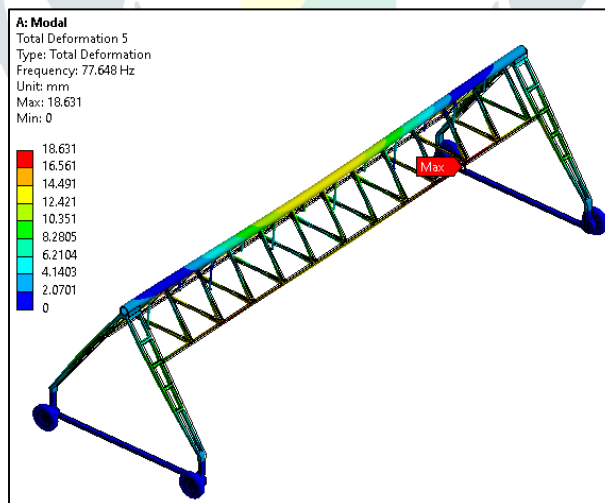 A: Modal
Total Deformation 5
Type: Total Deformation
Frequency: 77.648 Hz
Unit: mm
Max: 18.631
Min: 0
18.631
16.561
14.491
12.421
10.351
8.2805
6.2104
4.1403
2.0701
0
Max